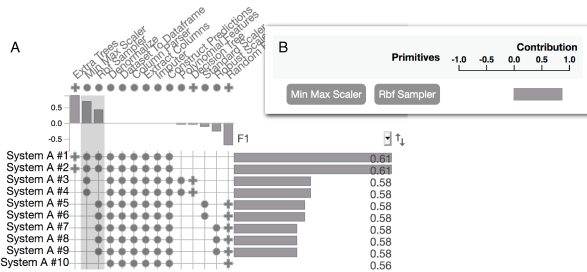 A
Extra Trees
Min Max Scaler
Rbf Sampler
Denormalize
Dataset To Dataframe
Column Parser
Extract Columns
Imputer
Construct Predictions
Polynomial Features
Standard Scaler
Random
0.5
0.0
-0.5
F1
System A #1 0.61
System A #2 0.61
System A #3 0.58
System A #4 0.58
System A #5 0.58
System A #6 0.58
System A #7 0.58
System A #8 0.58
System A #9 0.58
System A #10 0.56
B
Contribution
Primitives -1.0 -0.5 0.0 0.5 1.0
Min Max Scaler Rbf Sampler